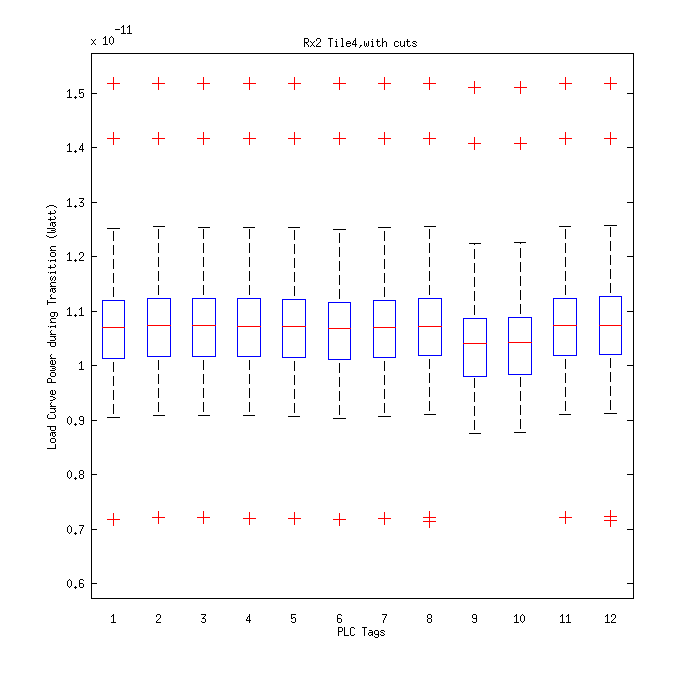 x 10^-11
Rx2 Tile4,with cuts
Load Curve Power during Transition (Watt)
1.5
1.4
1.3
1.2
1.1
1
0.9
0.8
0.7
0.6
1 2 3 4 5 6 7 8 9 10 11 12
PLC Tags